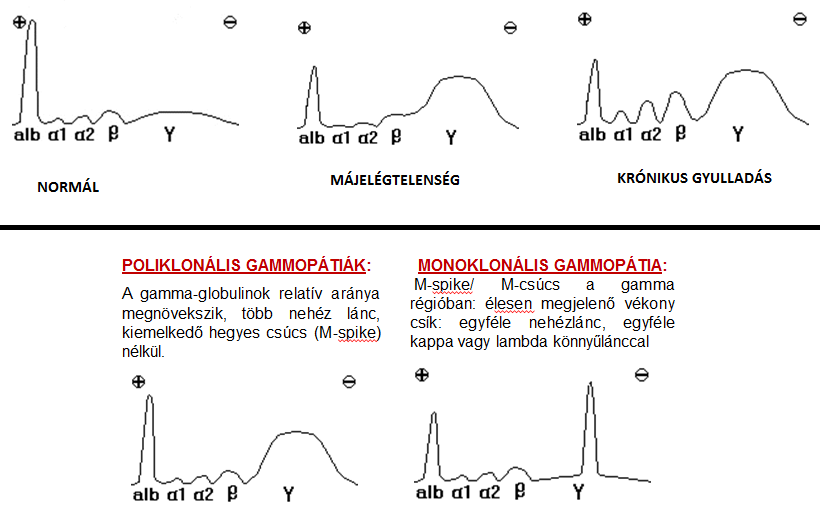 ⊕ ⊖
alb α1 α2 β γ
NORMÁL
⊕ ⊖
alb α1 α2 β γ
MÁJELÉGTELENSÉG
⊕ ⊖
alb α1 α2 β γ
KRÓNIKUS GYULLADÁS
POLIKLONÁLIS GAMMOPÁTIÁK:
A gamma-globulinok relatív aránya
megnövekszik, több nehéz lánc,
kiemelkedő hegyes csúcs (M-spike)
nélkül.
⊕ ⊖
alb α1 α2 β γ
MONOKLONÁLIS GAMMOPÁTIA:
M-spike/ M-csúcs a gamma
régióban: élesen megjelenő vékony
csík: egyféle nehézlánc, egyféle
kappa vagy lambda könnyűlánccal
⊕ ⊖
alb α1 α2 β γ